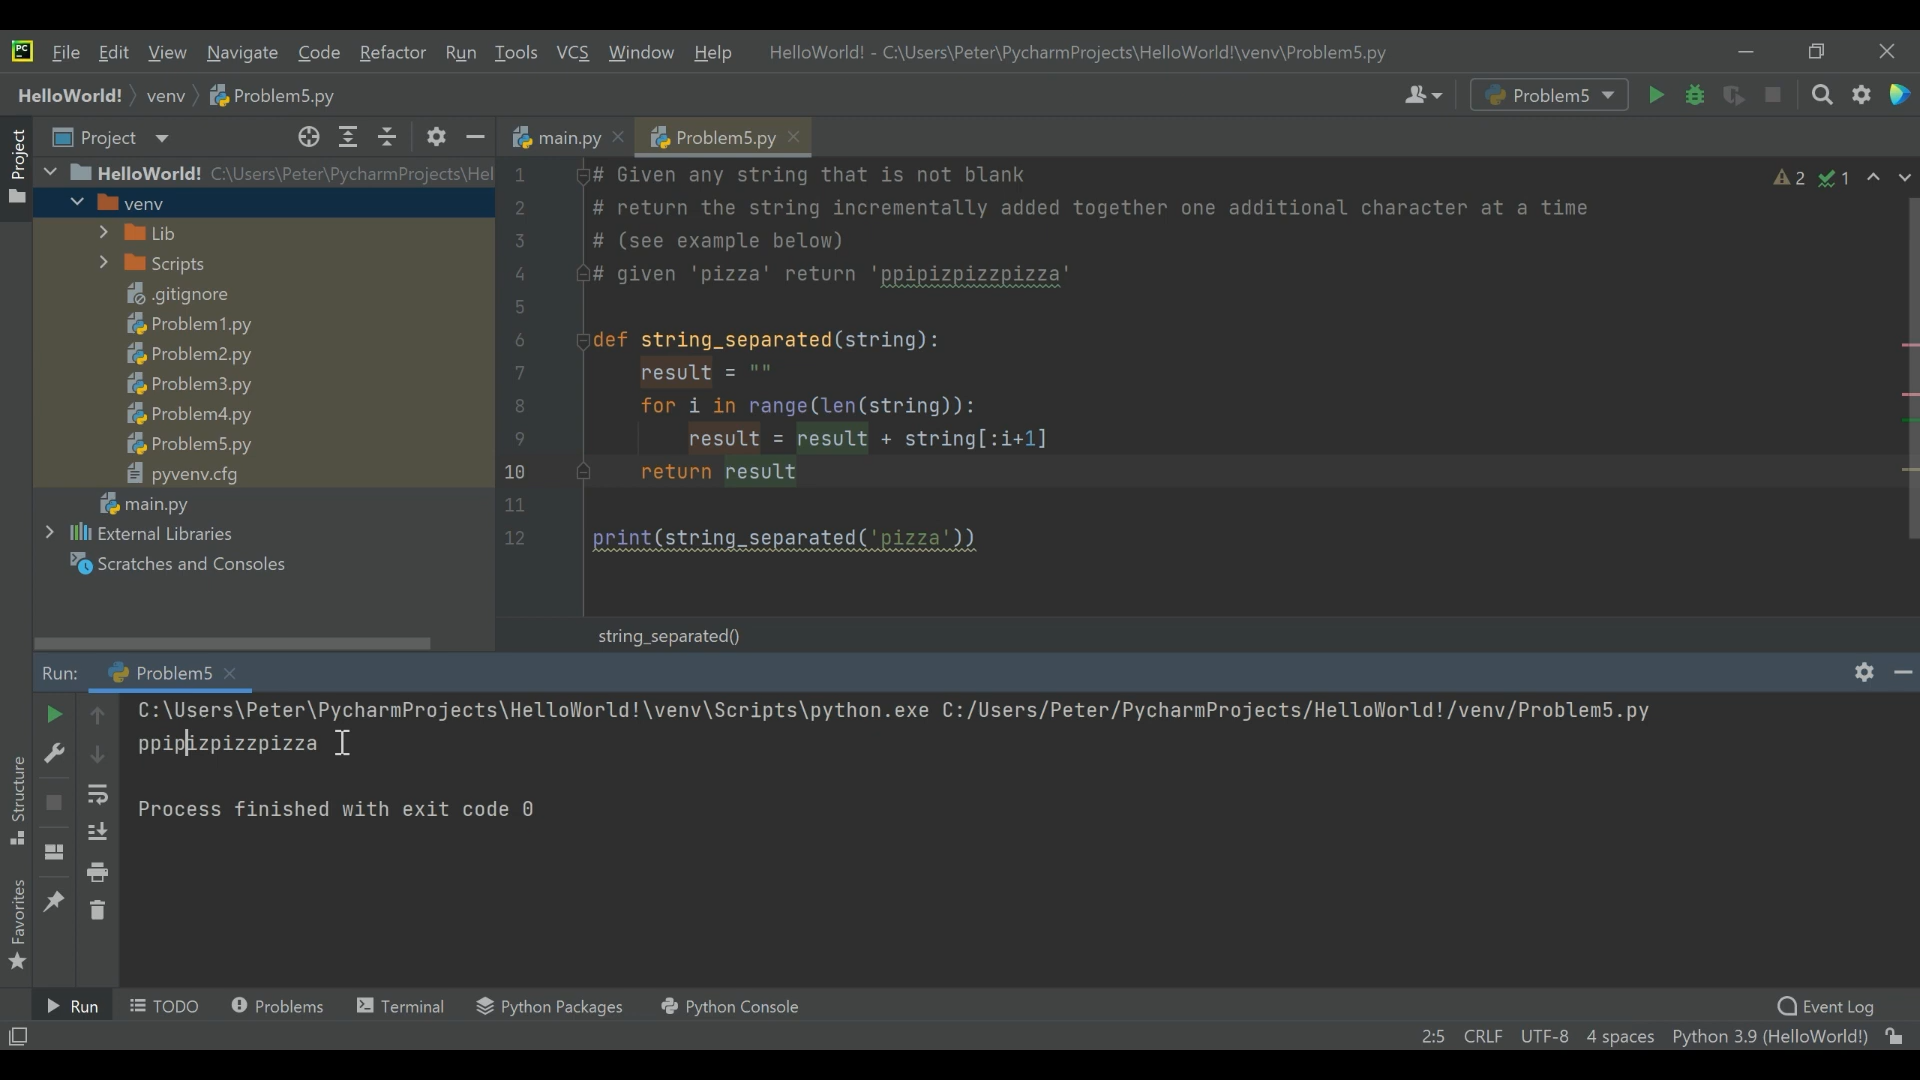 PC File Edit View Navigate Code Refactor Run Tools VCS Window Help HelloWorld! - C:\Users\Peter\PycharmProjects\HelloWorld!\venv\Problem5.py
HelloWorld! venv Problem5.py Problem5
Project
Project
main.py Problem5.py
HelloWorld! C:\Users\Peter\PycharmProjects\Hel
venv
Lib
Scripts
.gitignore
Problem1.py
Problem2.py
Problem3.py
Problem4.py
Problem5.py
pyvenv.cfg
main.py
External Libraries
Scratches and Consoles
1 # Given any string that is not blank
2 # return the string incrementally added together one additional character at a time
3 # (see example below)
4 # given 'pizza' return 'ppipizpizzpizza'
5
6 def string_separated(string):
7 result = ""
8 for i in range(len(string)):
9 result = result + string[:i+1]
10 return result
11
12 print(string_separated('pizza'))
2 1
string_separated()
Run: Problem5
C:\Users\Peter\PycharmProjects\HelloWorld!\venv\Scripts\python.exe C:/Users/Peter/PycharmProjects/HelloWorld!/venv/Problem5.py
ppipizpizzpizza
Process finished with exit code 0
Structure
Favorites
Run TODO Problems Terminal Python Packages Python Console Event Log
2:5 CRLF UTF-8 4 spaces Python 3.9 (HelloWorld!)